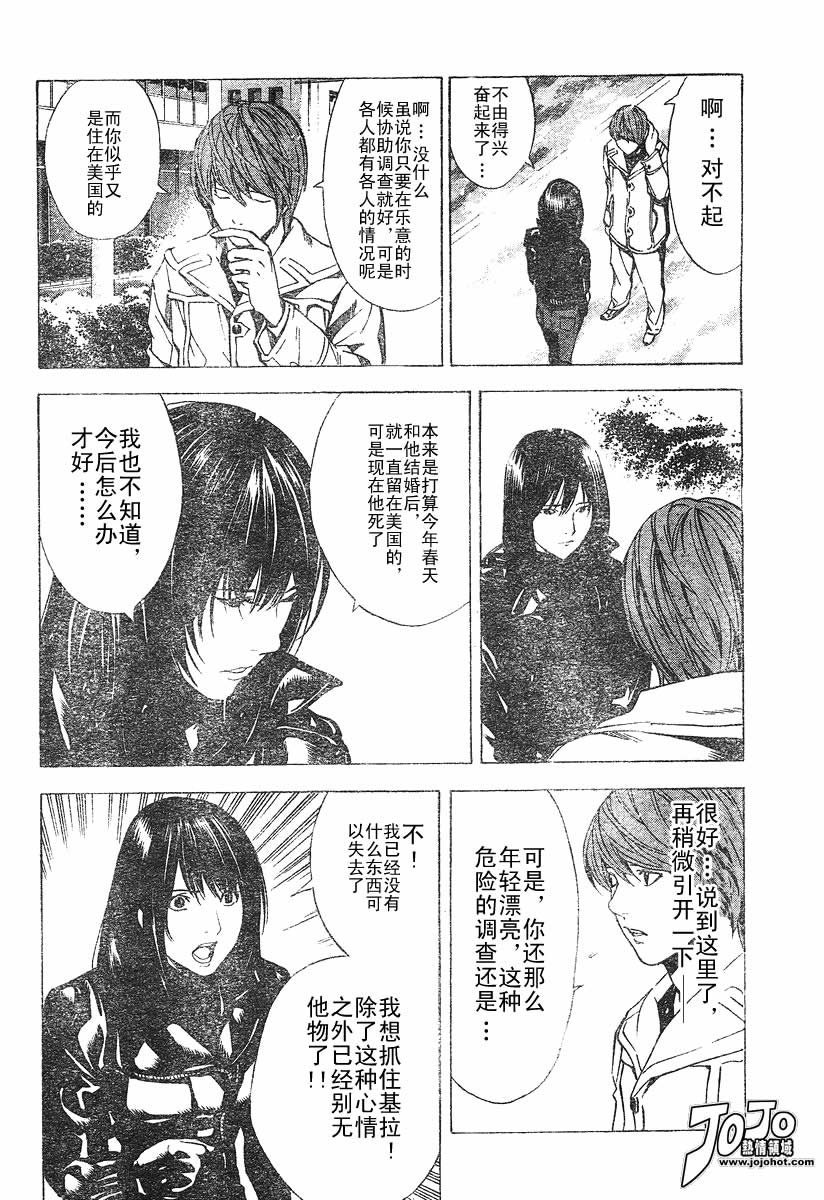 啊…对不起
不由得兴
奋起来了…
啊…没什么
虽说你只要在乐意的时
候协助调查就好，可是
各人都有各人的情况呢
而你似乎又
是住在美国的
本来是打算今年春天
和他结婚后，
就一直留在美国的，
可是现在他死了
我也不知道，
今后怎么办
才好……
很好…说到这里了，
再稍微引开一下—
可是，你还那么
年轻漂亮，这种
危险的调查还是
…
不！
我已经没有
什么东西可
以失去了
我想抓住基拉！
除了这种心情
之外已经别无
他物了!!
JOJO
热情领域
www.jojohot.com